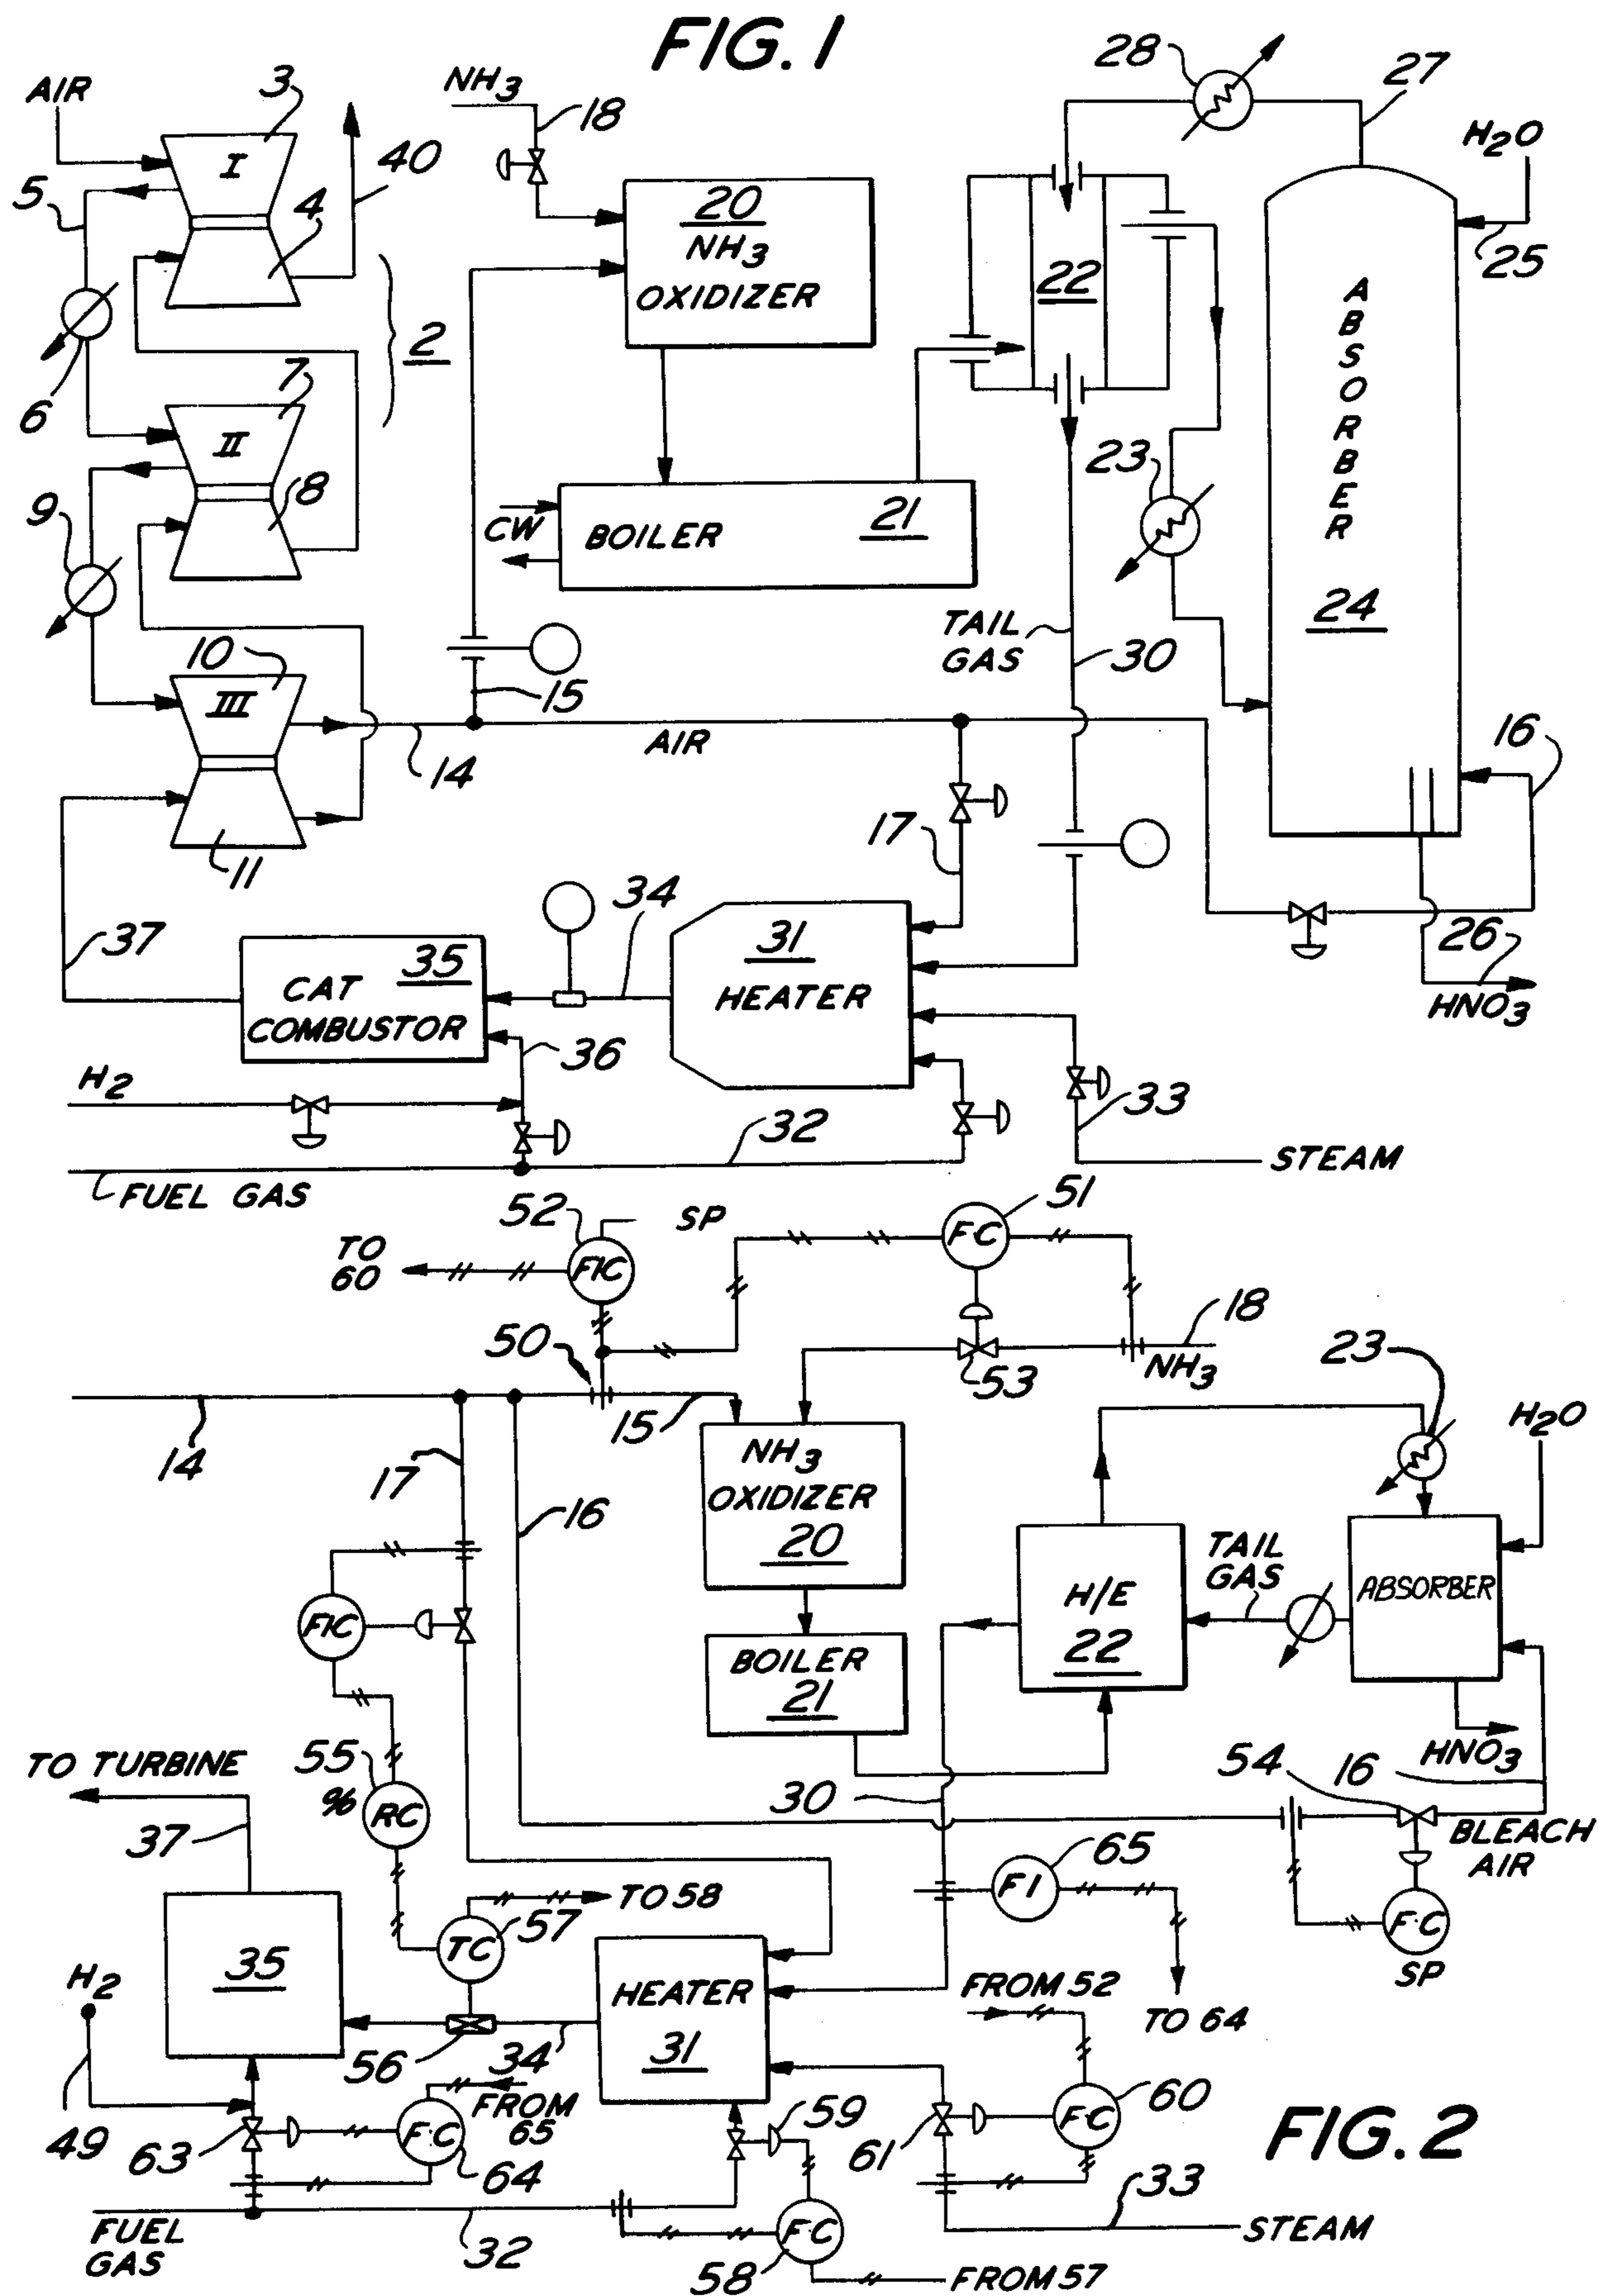 FIG. 1
AIR
3
I
4
40
5
6
2
7
II
8
9
10
III
11
14
15
AIR
NH3
18
20
NH3
OXIDIZER
CW
BOILER
21
22
28
27
H2O
25
ABSORBER
24
23
TAIL
GAS
30
16
17
26
HNO3
31
HEATER
34
35
CAT
COMBUSTOR
37
36
H2
32
33
FUEL GAS
STEAM
52
SP
51
TO
60
FIC
F·C
50
18
NH3
53
23
14
15
17
16
NH3
OXIDIZER
20
H2O
TAIL
GAS
ABSORBER
H/E
22
FIC
BOILER
21
HNO3
54
16
BLEACH
AIR
30
55
%
RC
TO TURBINE
37
65
FI
F·C
SP
TO 58
57
TC
35
H2
HEATER
31
FROM 52
TO 64
56
34
FROM
65
49
63
F·C
64
59
61
F·C
60
FIG. 2
33
FUEL
GAS
32
F·C
58
STEAM
FROM 57